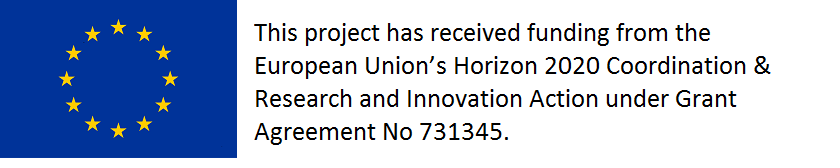 This project has received funding from the
European Union’s Horizon 2020 Coordination &
Research and Innovation Action under Grant
Agreement No 731345.